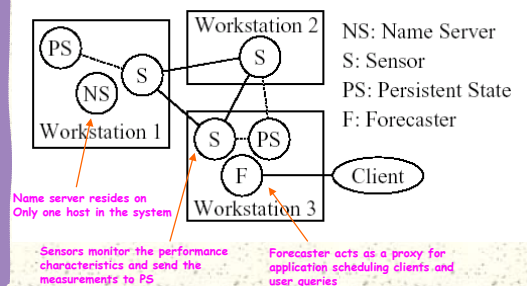 PS
S
NS
Workstation 1
Workstation 2
S
S
PS
F
Workstation 3
Client
NS: Name Server
S: Sensor
PS: Persistent State
F: Forecaster
Name server resides on
Only one host in the system
Sensors monitor the performance
characteristics and send the
measurements to PS
Forecaster acts as a proxy for
application scheduling clients and
user queries